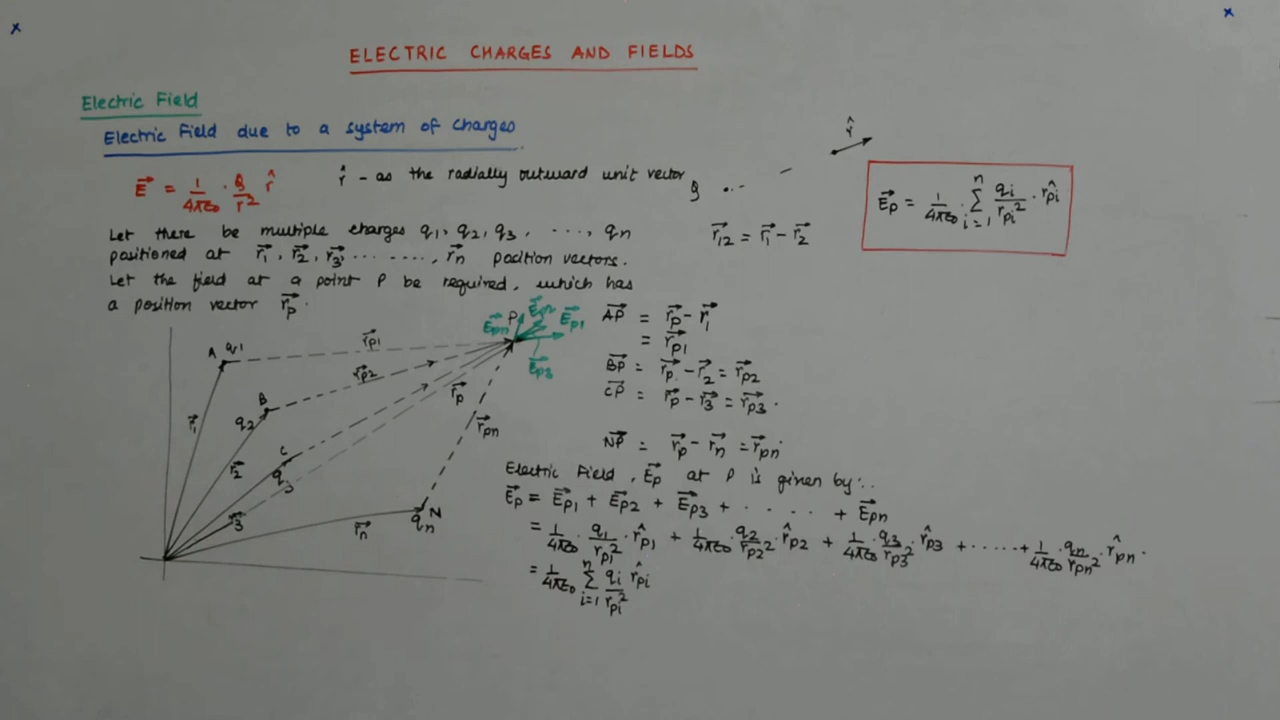 x x
ELECTRIC CHARGES AND FIELDS
Electric Field
Electric Field due to a system of charges
E⃗ = 1/4πε₀ · Q/r² r̂
r̂ - as the radially outward unit vector
Q
r̂
E⃗p = 1/4πε₀ · Σ(i=1 to n) qi/rpi² · r̂pi
r⃗12 = r⃗1 - r⃗2
Let there be multiple charges q1, q2, q3, ....., qn
positioned at r⃗1, r⃗2, r⃗3, ........, r⃗n position vectors.
Let the field at a point P be required, which has
a position vector r⃗p.
A q1
B
q2
C
q3
N
qn
P
r⃗1
r⃗2
r⃗3
r⃗n
r⃗p1
r⃗p2
r⃗p
r⃗pn
E⃗pn
E⃗p2
E⃗p1
E⃗p3
A⃗P = r⃗p - r⃗1
= r⃗p1
B⃗P = r⃗p - r⃗2 = r⃗p2
C⃗P = r⃗p - r⃗3 = r⃗p3.
N⃗P = r⃗p - r⃗n = r⃗pn.
Electric Field, E⃗p at P is given by:..
E⃗p = E⃗p1 + E⃗p2 + E⃗p3 + . . . . . . + E⃗pn
= 1/4πε₀ · q1/rp1² · r̂p1 + 1/4πε₀ · q2/rp2² · r̂p2 + 1/4πε₀ · q3/rp3² · r̂p3 + ...... + 1/4πε₀ · qn/rpn² · r̂pn.
= 1/4πε₀ Σ(i=1 to n) qi/rpi² r̂pi